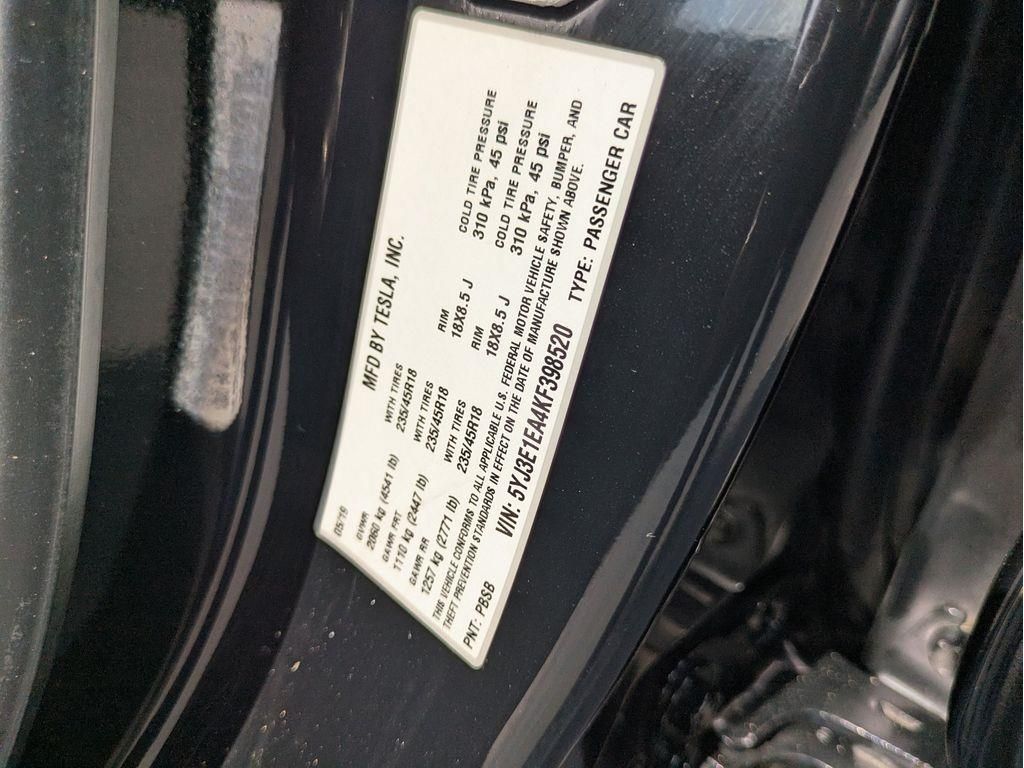 MFD BY TESLA, INC.
05/19
GVWR
2060 kg (4541 lb)
WITH TIRES
235/45R18
GAWR FRT
1110 kg (2447 lb)
WITH TIRES
235/45R18
RIM
18X8.5 J
COLD TIRE PRESSURE
310 kPa, 45 psi
GAWR RR
1257 kg (2771 lb)
WITH TIRES
235/45R18
RIM
18X8.5 J
COLD TIRE PRESSURE
310 kPa, 45 psi
THIS VEHICLE CONFORMS TO ALL APPLICABLE U.S. FEDERAL MOTOR VEHICLE SAFETY, BUMPER, AND
THEFT PREVENTION STANDARDS IN EFFECT ON THE DATE OF MANUFACTURE SHOWN ABOVE.
VIN: 5YJ3E1EA4KF398520 TYPE: PASSENGER CAR
PNT: PBSB